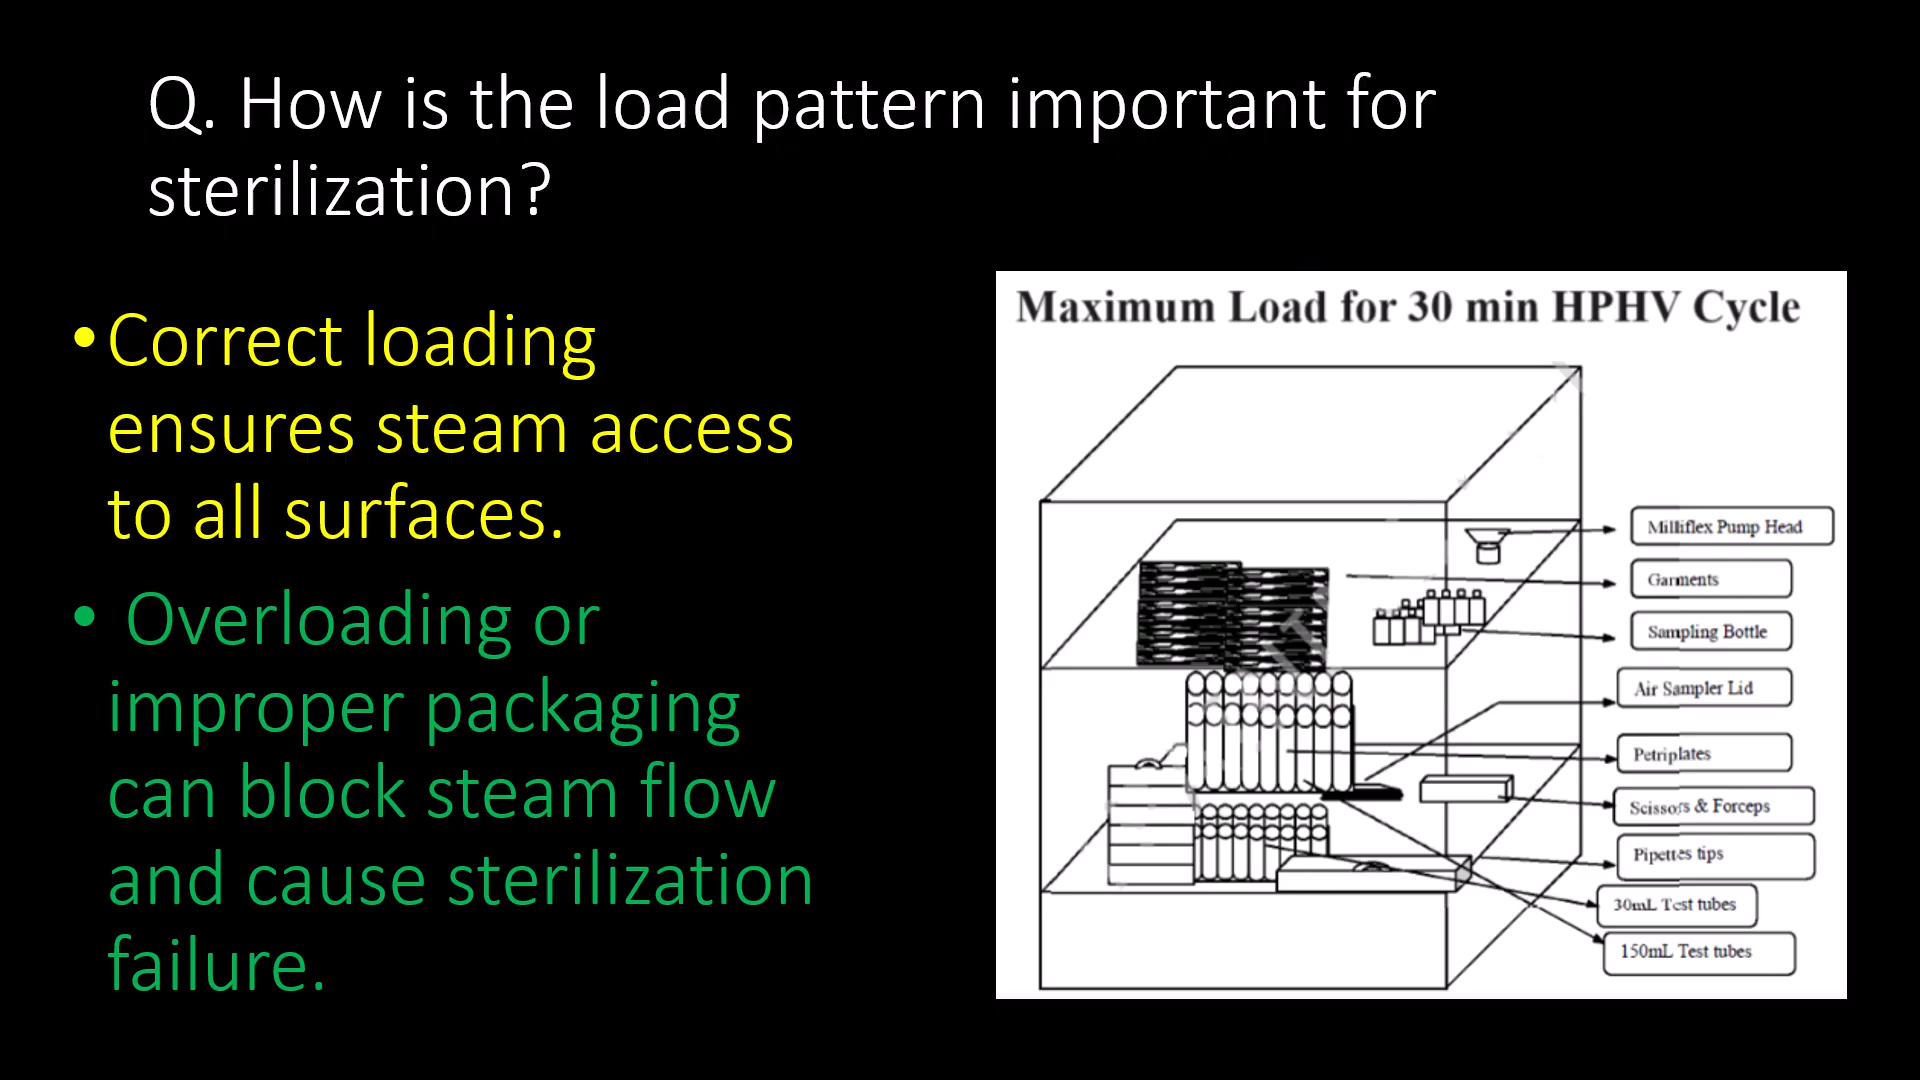 Q. How is the load pattern important for
sterilization?
• Correct loading
ensures steam access
to all surfaces.
• Overloading or
improper packaging
can block steam flow
and cause sterilization
failure.
Maximum Load for 30 min HPHV Cycle
Milliflex Pump Head
Garments
Sampling Bottle
Air Sampler Lid
Petriplates
Scissors & Forceps
Pipettes tips
30mL Test tubes
150mL Test tubes